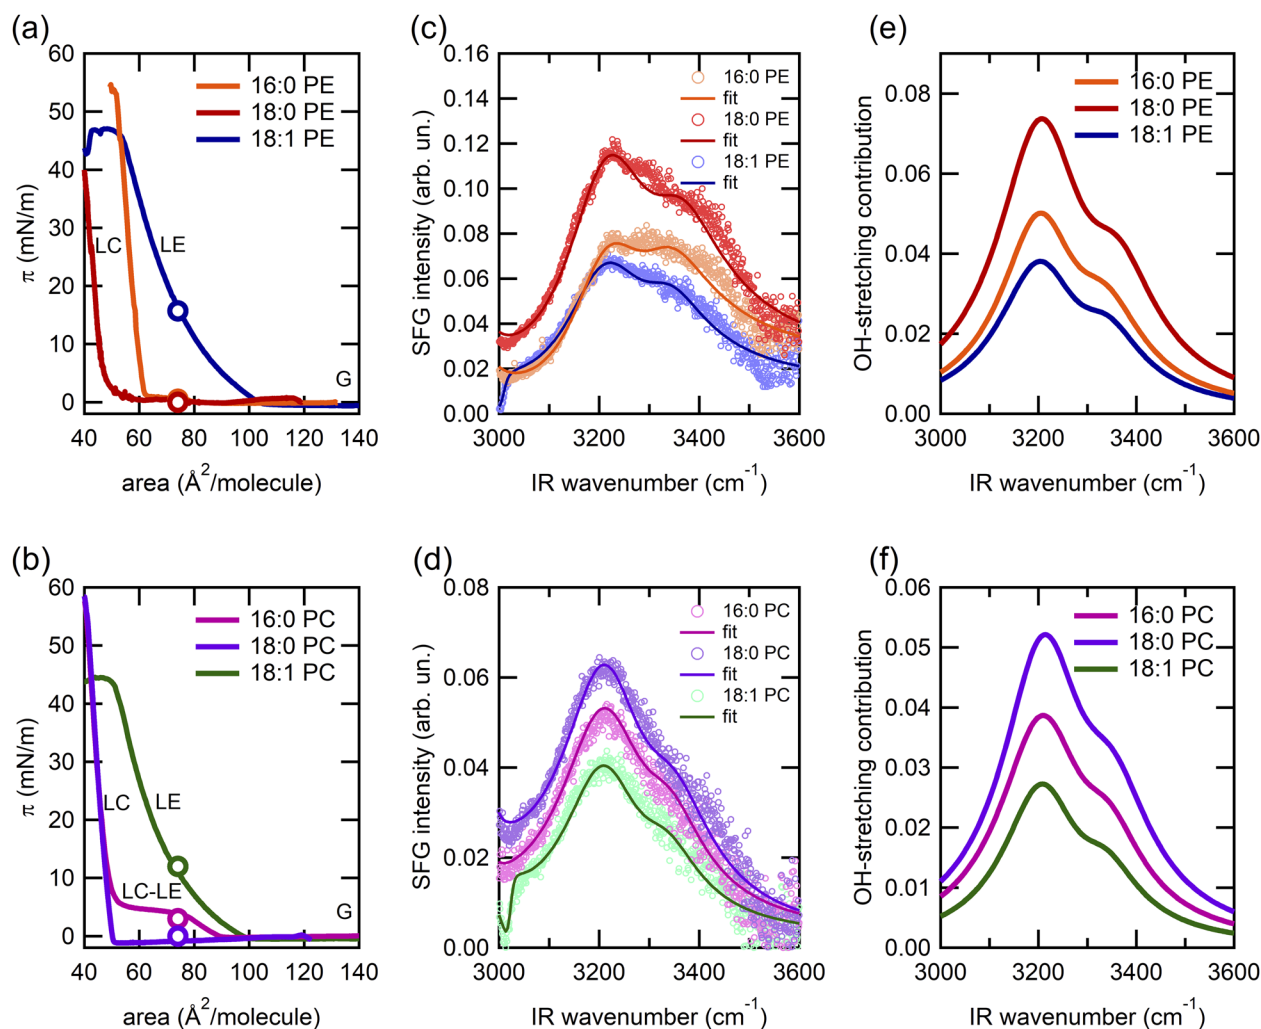 (a)
60
50
40
30
20
10
0
π (mN/m)
16:0 PE
18:0 PE
18:1 PE
LC
LE
G
40
60
80
100
120
140
area (Å²/molecule)
(c)
0.16
0.14
0.12
0.10
0.08
0.06
0.04
0.02
0.00
SFG intensity (arb. un.)
16:0 PE
fit
18:0 PE
fit
18:1 PE
fit
3000
3200
3400
3600
IR wavenumber (cm⁻¹)
(e)
0.08
0.06
0.04
0.02
0.00
OH-stretching contribution
16:0 PE
18:0 PE
18:1 PE
3000
3200
3400
3600
IR wavenumber (cm⁻¹)
(b)
60
50
40
30
20
10
0
π (mN/m)
16:0 PC
18:0 PC
18:1 PC
LC
LE
LC-LE
G
40
60
80
100
120
140
area (Å²/molecule)
(d)
0.08
0.06
0.04
0.02
0.00
SFG intensity (arb. un.)
16:0 PC
fit
18:0 PC
fit
18:1 PC
fit
3000
3200
3400
3600
IR wavenumber (cm⁻¹)
(f)
0.06
0.05
0.04
0.03
0.02
0.01
0.00
OH-stretching contribution
16:0 PC
18:0 PC
18:1 PC
3000
3200
3400
3600
IR wavenumber (cm⁻¹)